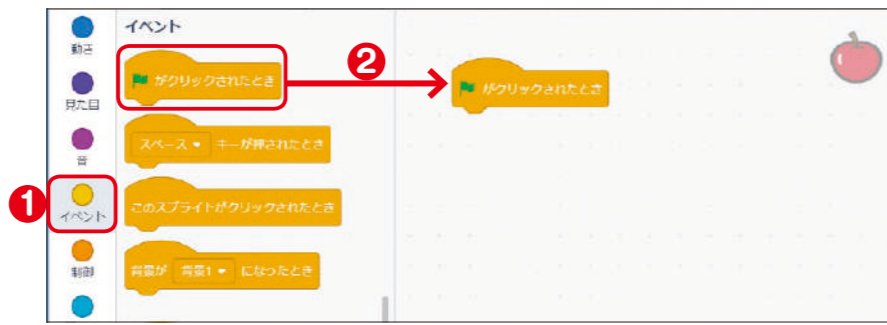 イベント
動き
がクリックされたとき
❷
がクリックされたとき
見た目
スペース キーが押されたとき
音
❶
イベント
このスプライトがクリックされたとき
制御
背景が 背景1 になったとき